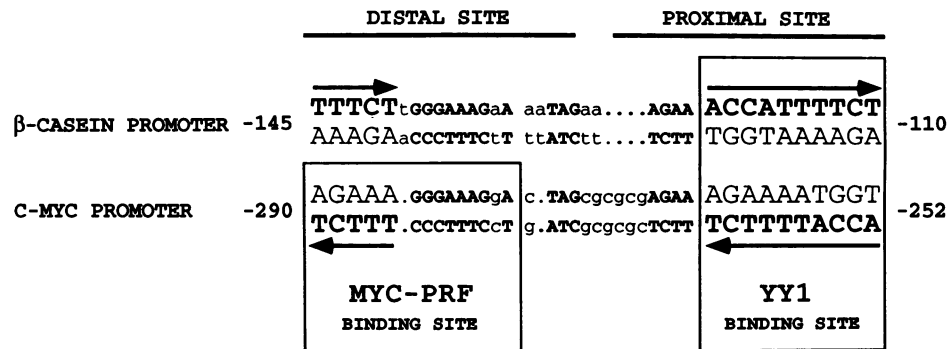 DISTAL SITE PROXIMAL SITE
TTTCTtGGGAAAGaA aaTAGaa....AGAA ACCATTTTCT
β-CASEIN PROMOTER -145 -110
AAAGAaCCCTTTCtT ttATCtt....TCTT TGGTAAAAGA
AGAAA.GGGAAAGgA c.TAGcgcgcgAGAA AGAAAATGGT
C-MYC PROMOTER -290 -252
TCTTT.CCCTTTCcT g.ATCgcgcgcTCTT TCTTTTACCA
MYC-PRF YY1
BINDING SITE BINDING SITE